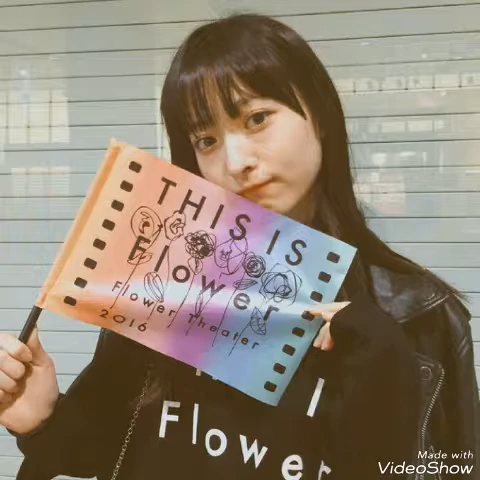 THIS IS
Flower
Flower Theater
2016
I
Flower
Made with
VideoShow